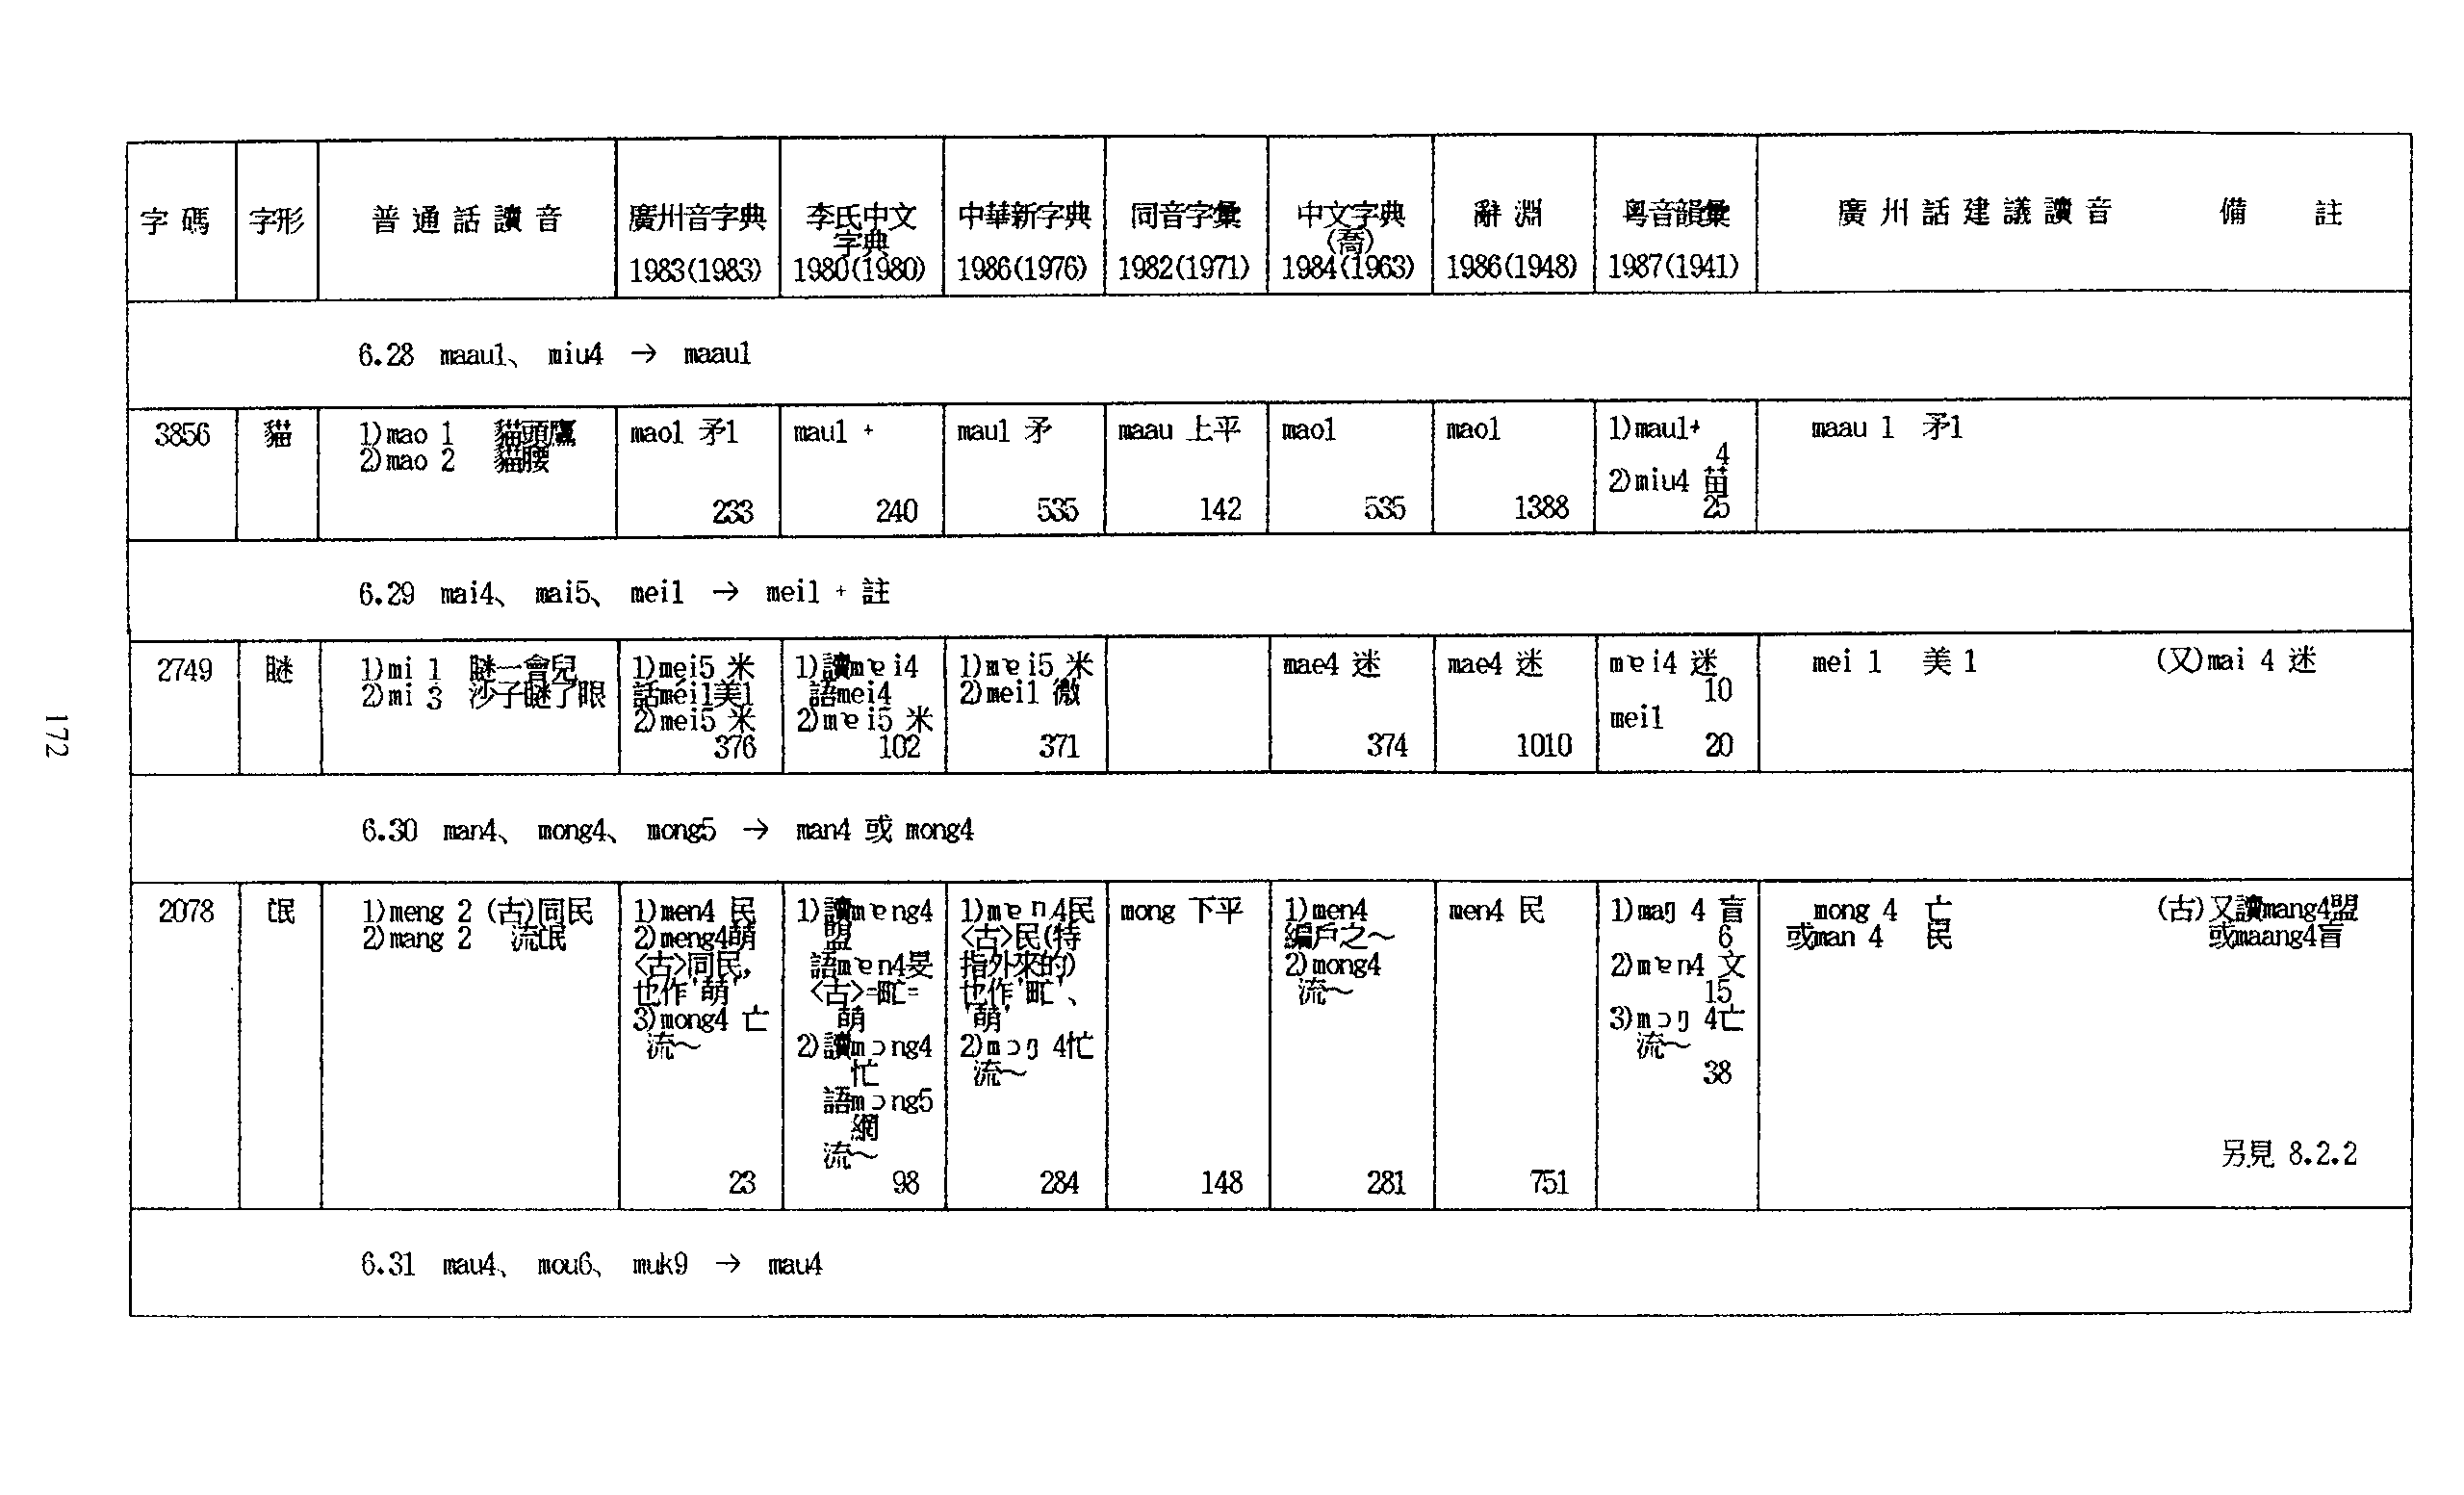 字碼 字形 普通話讀音 廣州音字典 1983(1983) 李氏中文字典 1980(1980) 中華新字典 1986(1976) 同音字彙 1982(1971) 中文字典(喬) 1984(1963) 辭淵 1986(1948) 粵音韻彙 1987(1941) 廣州話建議讀音 備註
6.28 maau1、 miu4 → maau1
3856 貓
1)mao 1 貓頭鷹
2)mao 2 貓腰
mao1 矛1
233
mau1 +
240
mau1 矛
535
maau 上平
142
mao1
535
mao1
1388
1)mau1+
4
2)miu4 苗
25
maau 1 矛1
6.29 mai4、 mai5、 mei1 → mei1 + 註
2749 瞇
1)mi 1 瞇一會兒
2)mi 3 沙子瞇了眼
1)mei5 米
話méi1美1
2)mei5 米
376
1)讀mɐi4
語mei4
2)mɐi5 米
102
1)mɐi5 米
2)mei1 微
371
mae4 迷
374
mae4 迷
1010
mɐi4 迷
10
mei1
20
mei 1 美 1
(又)mai 4 迷
6.30 man4、 mong4、 mong5 → man4 或 mong4
2078 氓
1)meng 2 (古)同民
2)mang 2 流氓
1)men4 民
2)meng4萌
<古>同民,
也作'萌'
3)mong4 亡
流～
23
1)讀mɐng4
盟
語mɐn4旻
<古>=甿=
萌
2)讀mɔng4
忙
語mɔng5
網
流～
98
1)mɐn4民
<古>民(特
指外來的)
也作'甿'、
'萌'
2)mɔŋ 4忙
流～
284
mong 下平
148
1)men4
編戶之～
2)mong4
流～
281
men4 民
751
1)maŋ 4 盲
6
2)mɐn4 文
15
3)mɔŋ 4亡
流～
38
mong 4 亡
或man 4 民
(古)又讀mang4盟
或maang4盲
另見 8.2.2
6.31 mau4、 mou6、 muk9 → mau4
172